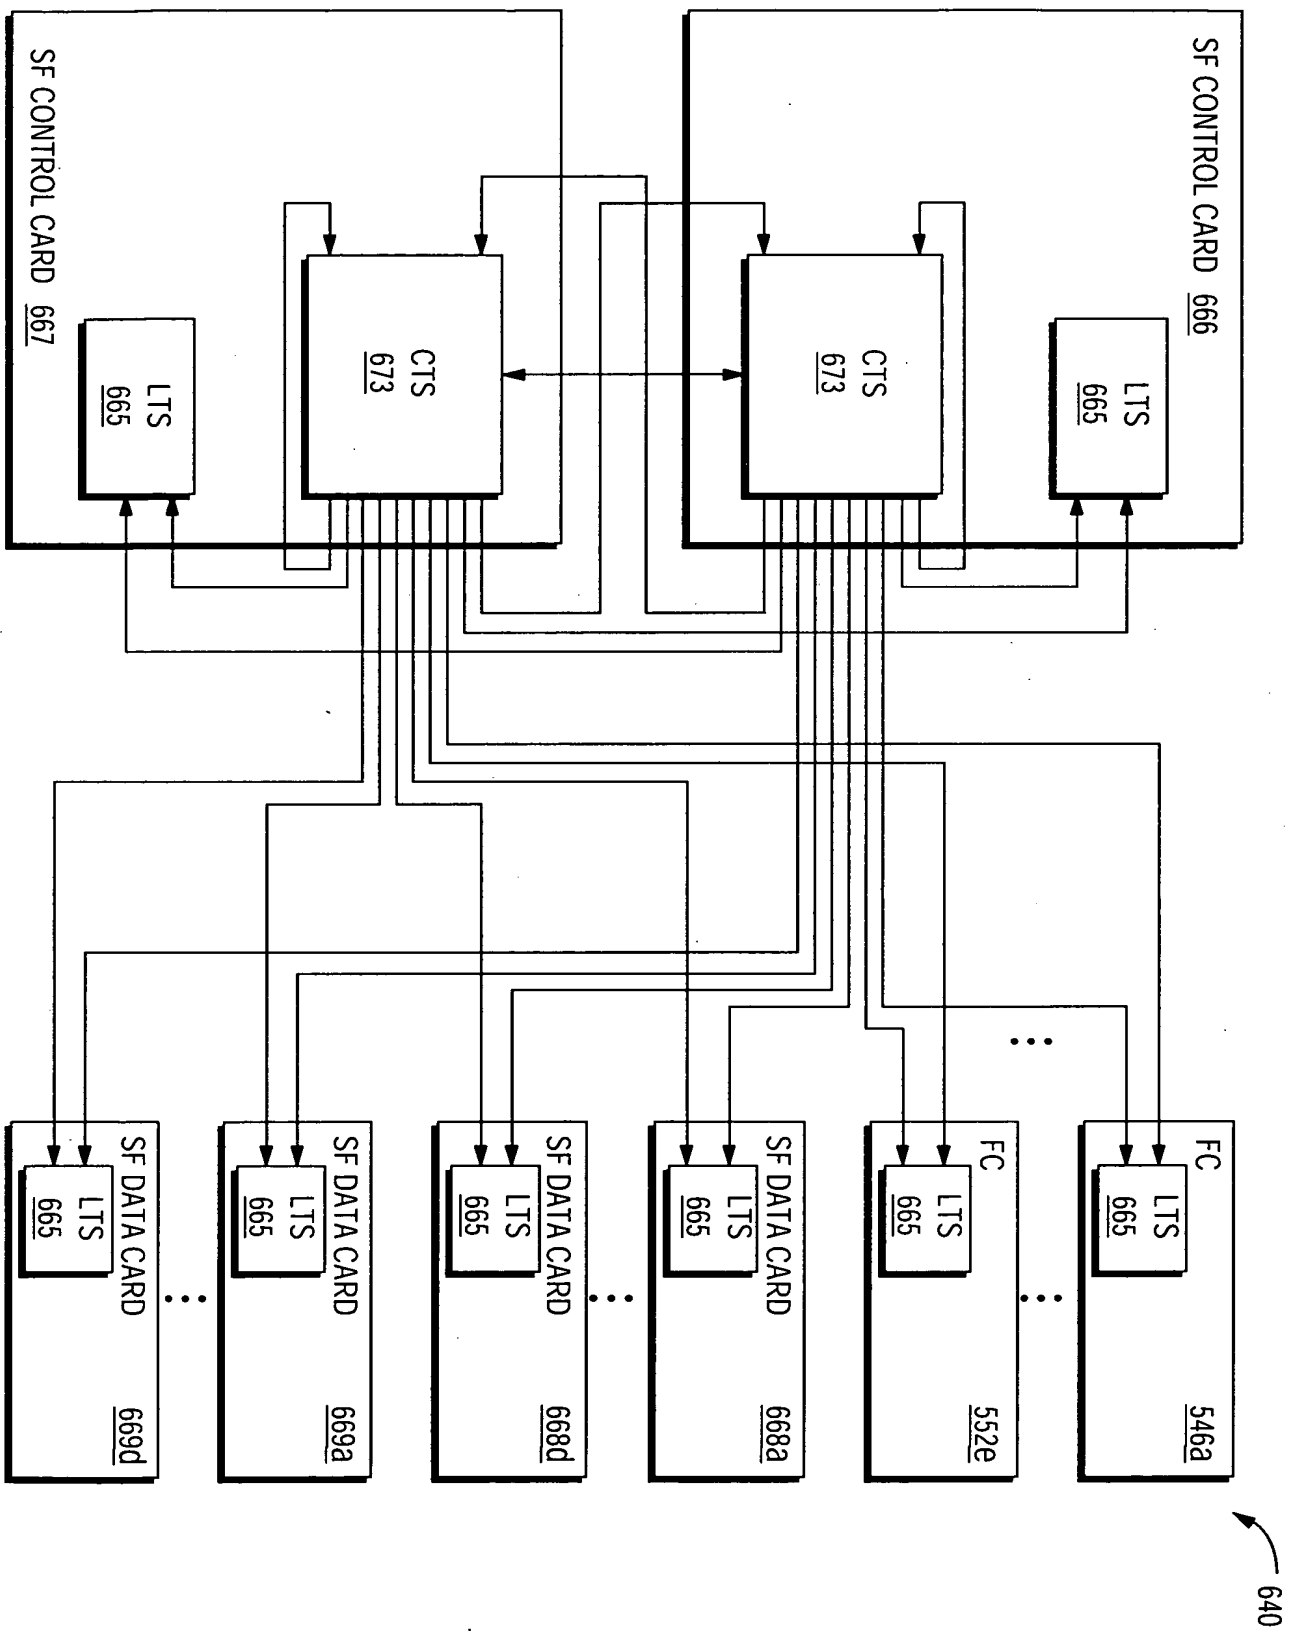 SF CONTROL CARD 666
LTS
665
CTS
673
SF CONTROL CARD 667
CTS
673
LTS
665
FC 546a
LTS
665
FC 552e
LTS
665
SF DATA CARD 668a
LTS
665
SF DATA CARD 668d
LTS
665
SF DATA CARD 669a
LTS
665
SF DATA CARD 669d
LTS
665
640